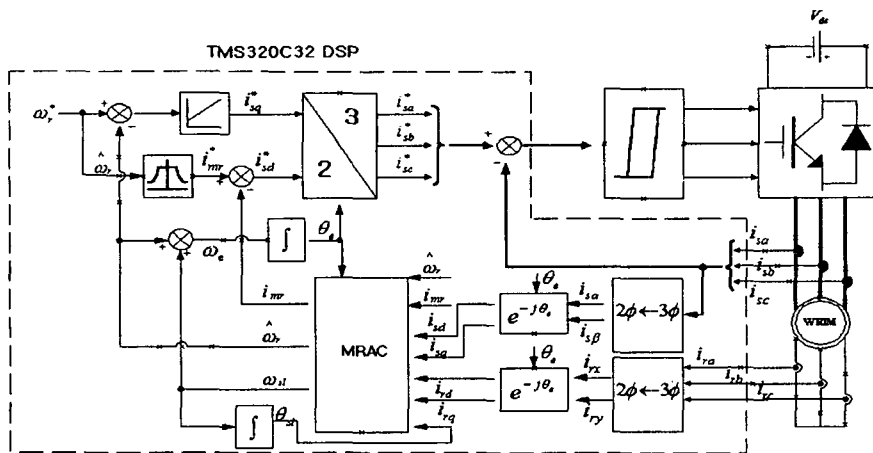 V_dc
TMS320C32 DSP
ω_r^* + - i_sq^* 3 2 i_sa^* i_sb^* i_sc^* + -
ω̂_r i_mr^* + - i_sd^*
+ + ω_e ∫ θ_e
i_sa
i_sb
i_sc
ω̂_r
i_mr i_mr θ_e i_sa 2ϕ←3ϕ
i_sd e^{-jθ_e} i_sβ
ω̂_r MRAC i_sq WRIM
θ_e
ω_sl i_rd e^{-jθ_e} i_rx 2ϕ←3ϕ i_ra
i_rq i_ry i_rb i_rc
∫ θ_sl